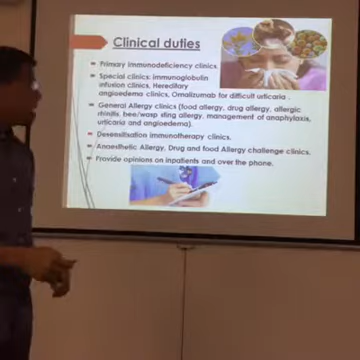 Clinical duties
Primary immunodeficiency clinics.
Special clinics: immunoglobulin
infusion clinics, Hereditary
angioedema clinics, Omalizumab for difficult urticaria .
General Allergy clinics (food allergy, drug allergy, allergic
rhinitis, bee/wasp sting allergy, management of anaphylaxis,
urticaria and angioedema).
Desensitisation immunotherapy clinics.
Anaesthetic Allergy, Drug and food Allergy challenge clinics.
Provide opinions on inpatients and over the phone.